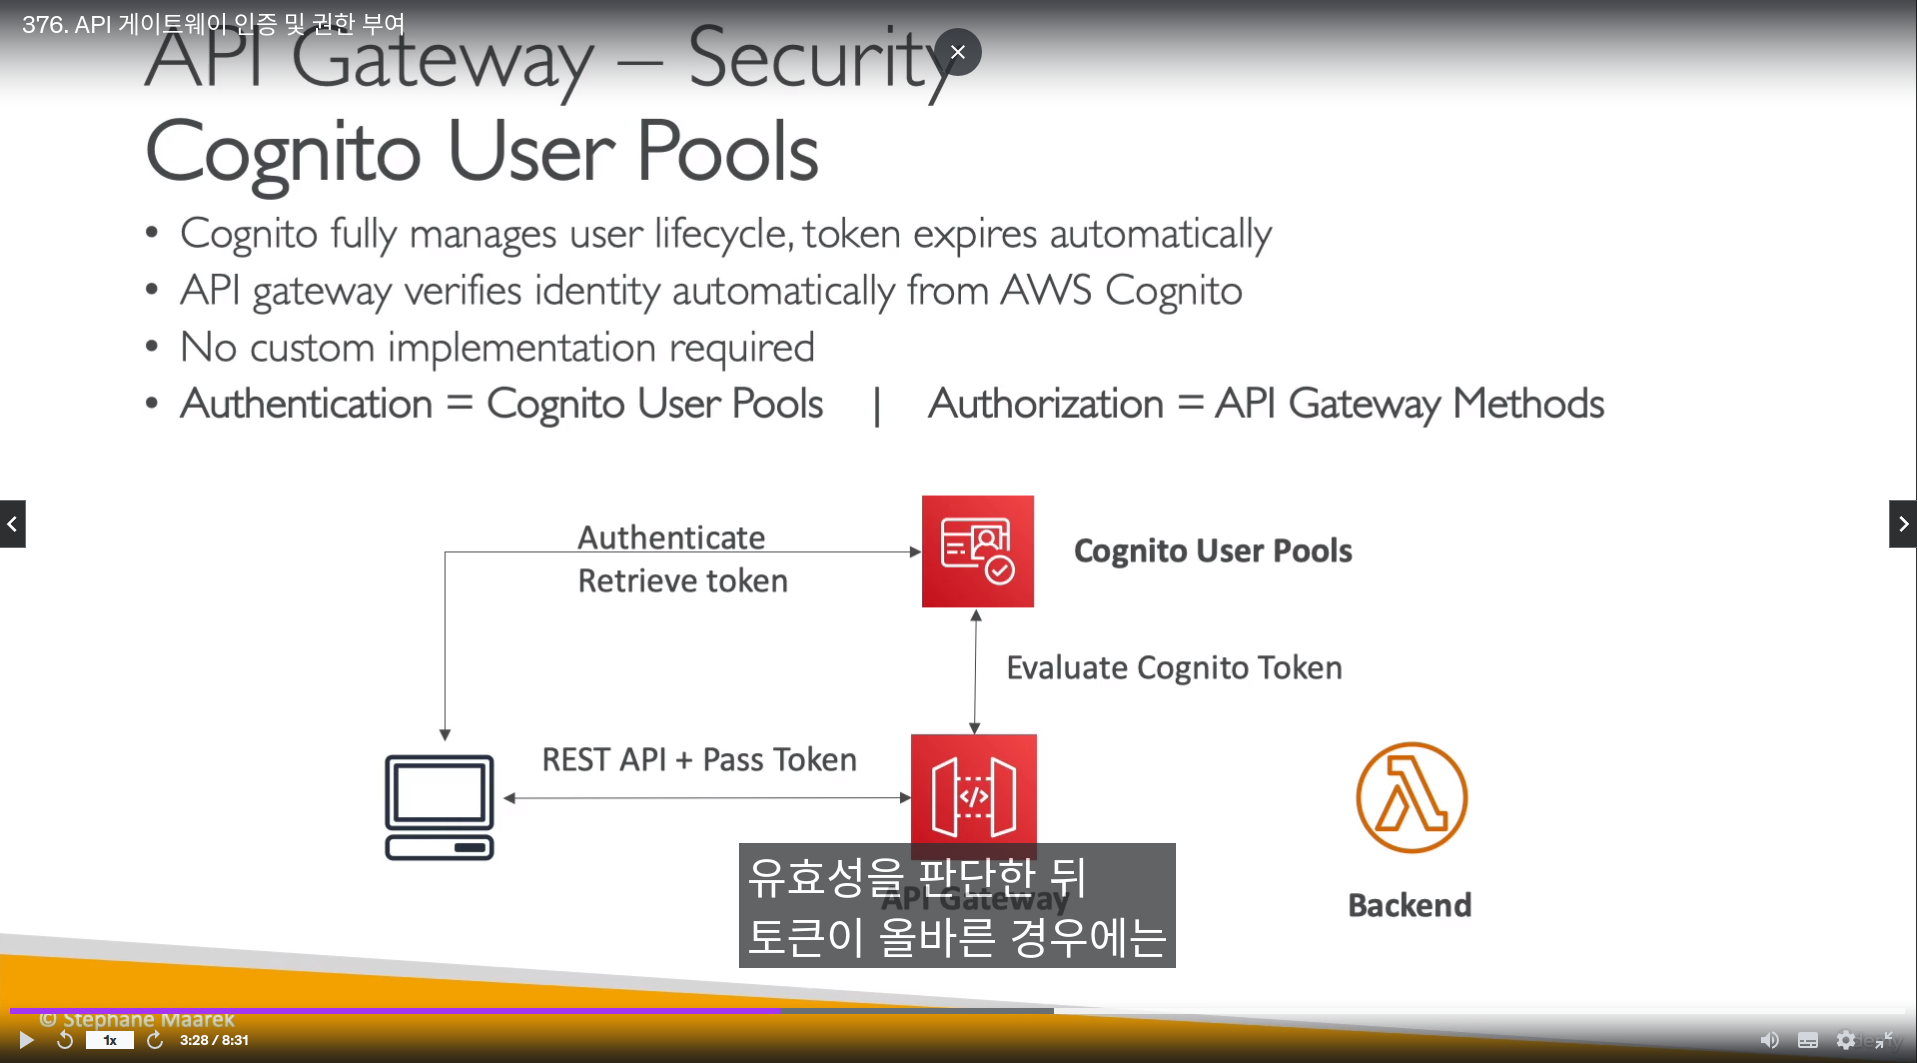 376. API 게이트웨이 인증 및 권한 부여
API Gateway – Security
Cognito User Pools
• Cognito fully manages user lifecycle, token expires automatically
• API gateway verifies identity automatically from AWS Cognito
• No custom implementation required
• Authentication = Cognito User Pools | Authorization = API Gateway Methods
Authenticate
Retrieve token
Cognito User Pools
Evaluate Cognito Token
REST API + Pass Token
API Gateway
Backend
유효성을 판단한 뒤
토큰이 올바른 경우에는
© Stephane Maarek
1x
3:28 / 8:31